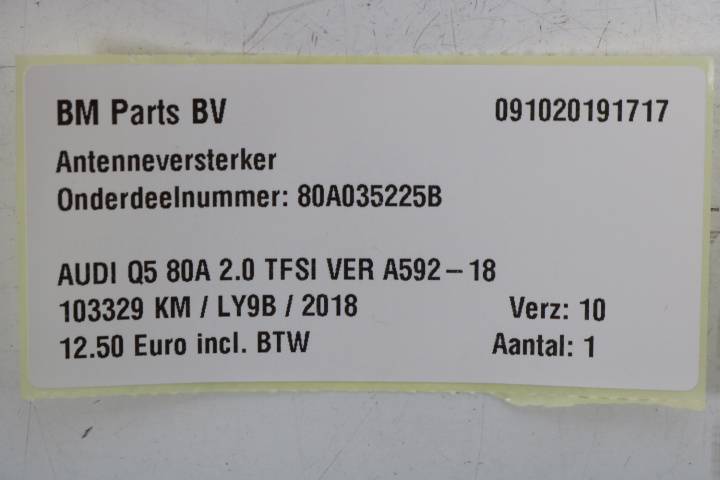 BM Parts BV 091020191717
Antenneversterker
Onderdeelnummer: 80A035225B
AUDI Q5 80A 2.0 TFSI VER A592-18
103329 KM / LY9B / 2018 Verz: 10
12.50 Euro incl. BTW Aantal: 1